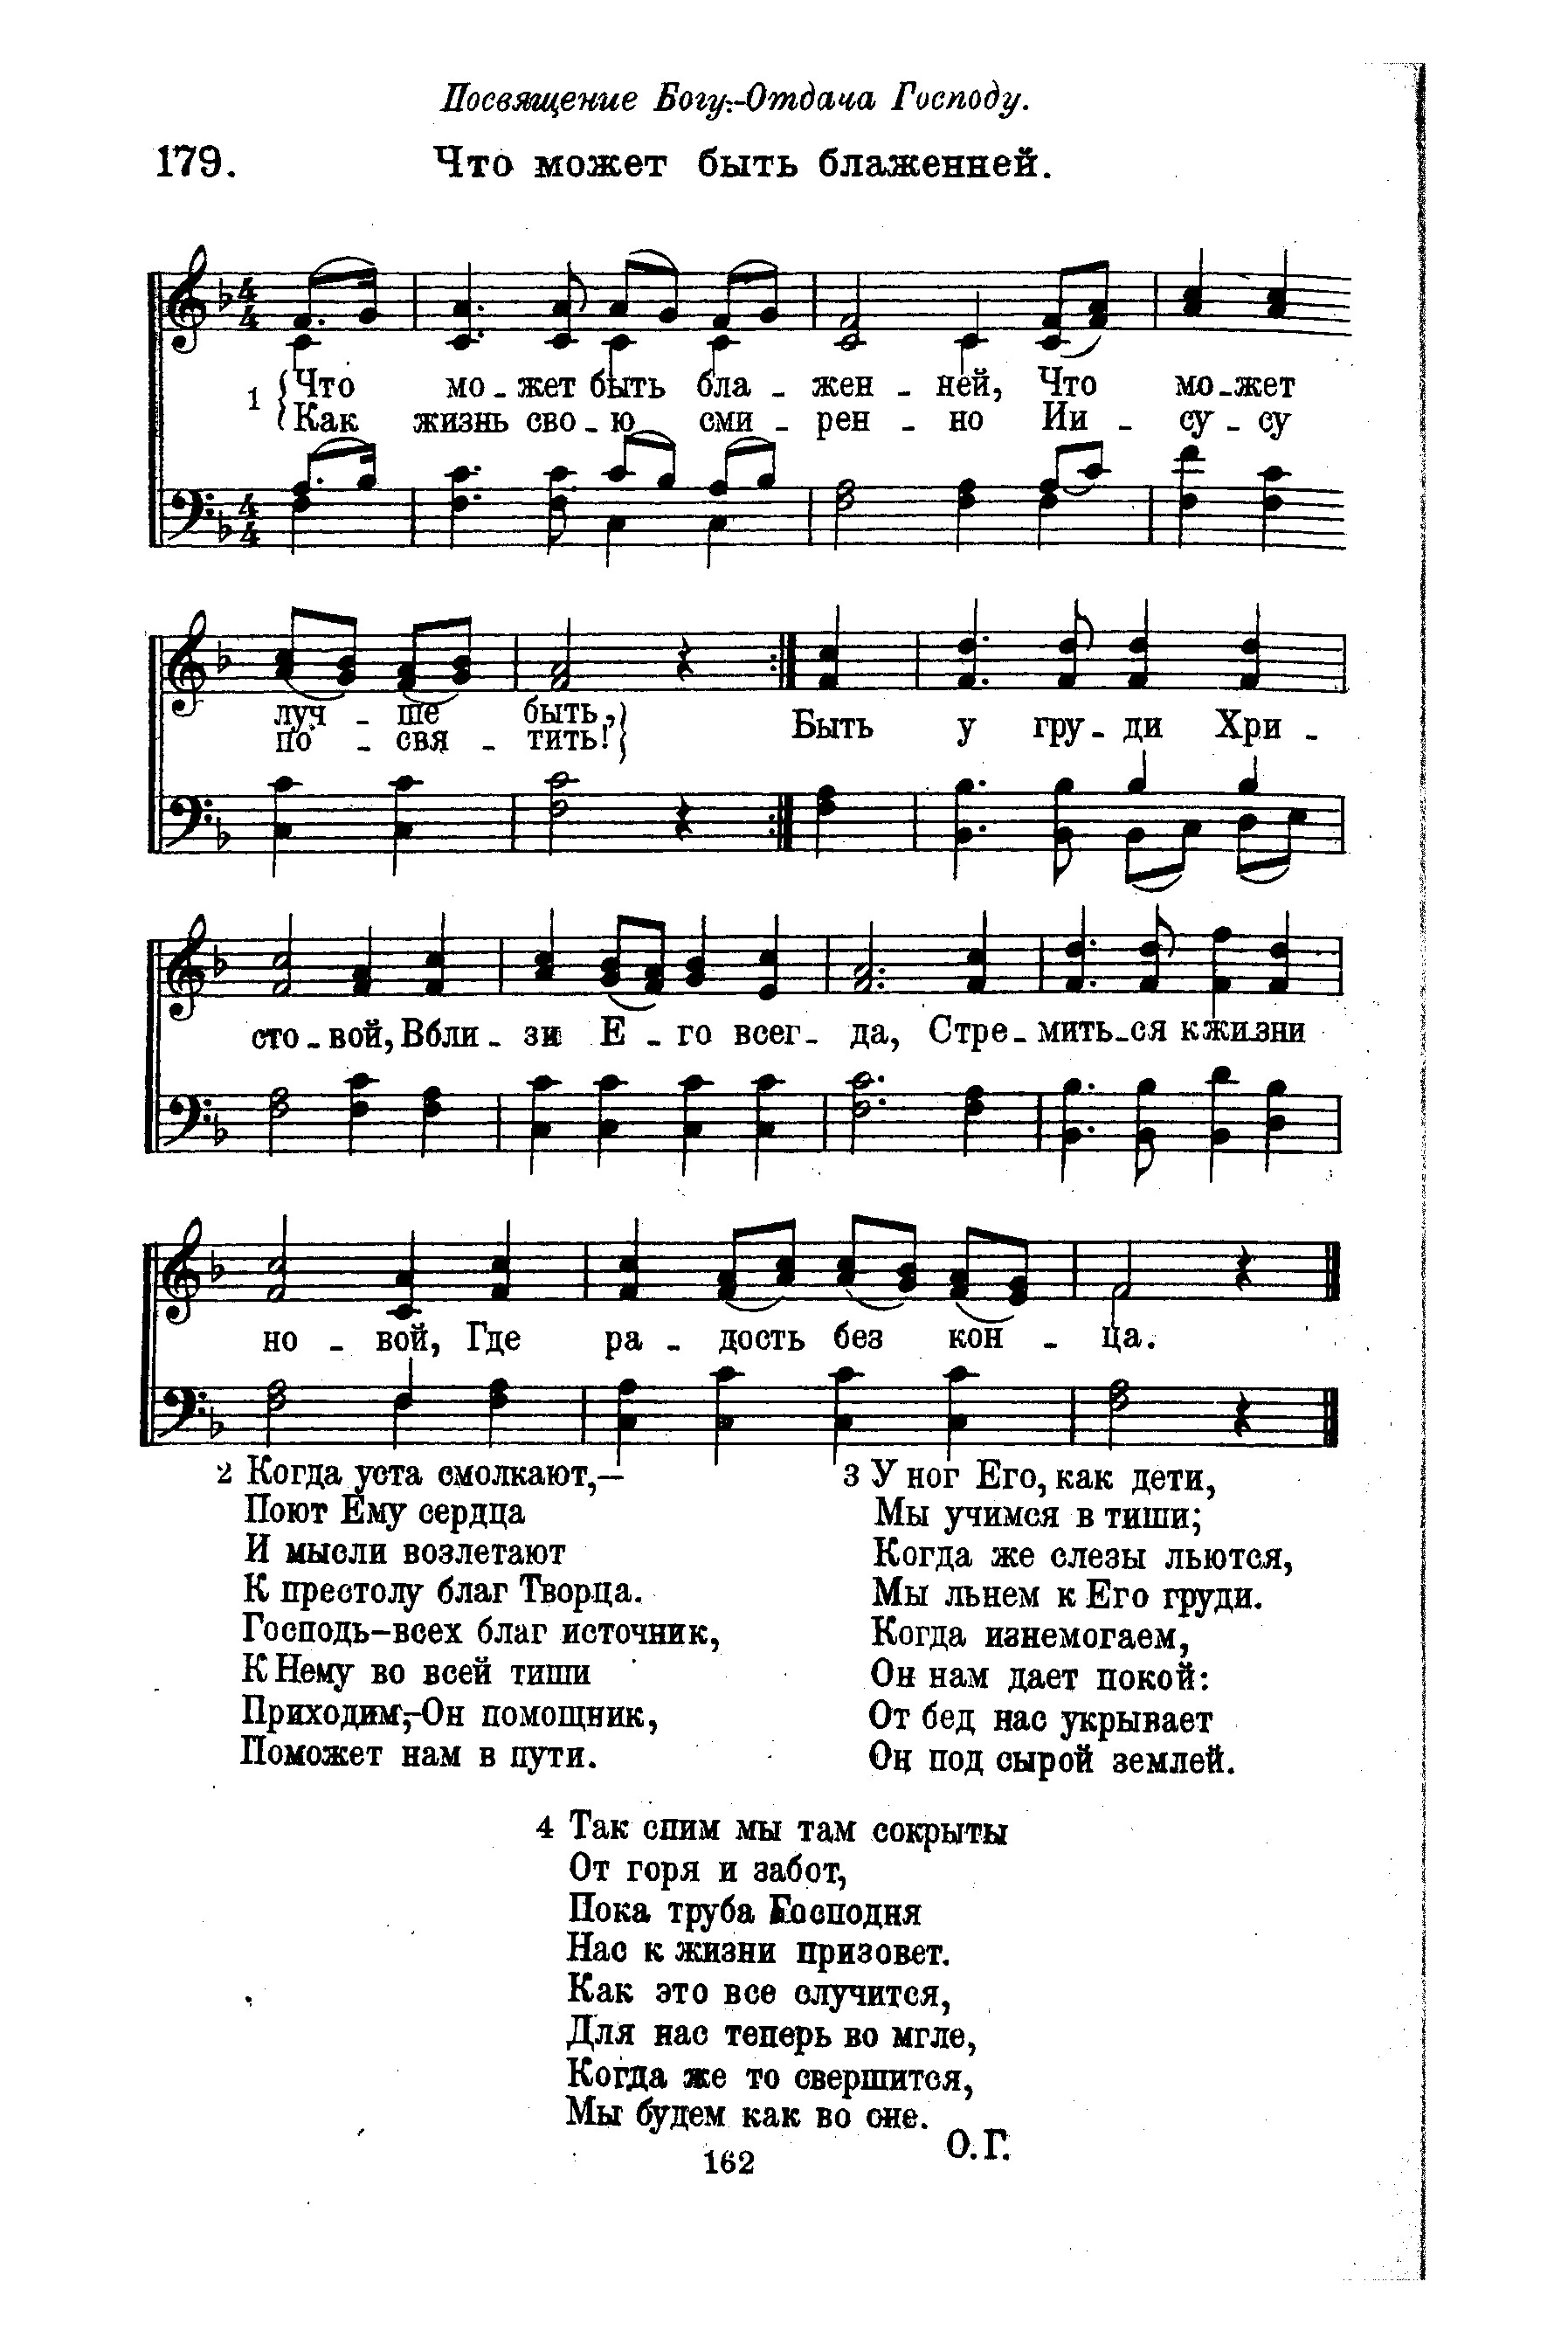 Посвящение Богу.-Отдача Господу.
179. Что может быть блаженней.
4 4
1 {Что мо - жет быть бла - жен - ней, Что мо - жет
{Как жизнь сво - ю сми - рен - но Ии - су - су
4 4
луч - ше быть,}
по - свя - тить!}
Быть у гру - ди Хри -
сто - вой, Вбли - зи Е - го всег - да, Стре - мить - ся к жи - зни
но - вой, Где ра - дость без кон - ца.
2 Когда уста смолкают,—
Поют Ему сердца
И мысли возлетают
К престолу благ Творца.
Господь-всех благ источник,
К Нему во всей тиши
Приходим,-Он помощник,
Поможет нам в пути.
3 У ног Его, как дети,
Мы учимся в тиши;
Когда же слезы льются,
Мы льнем к Его груди.
Когда изнемогаем,
Он нам дает покой:
От бед нас укрывает
Он под сырой землей.
4 Так спим мы там сокрыты
От горя и забот,
Пока труба Господня
Нас к жизни призовет.
Как это все случится,
Для нас теперь во мгле,
Когда же то свершится,
Мы будем как во сне.
О.Г.
162